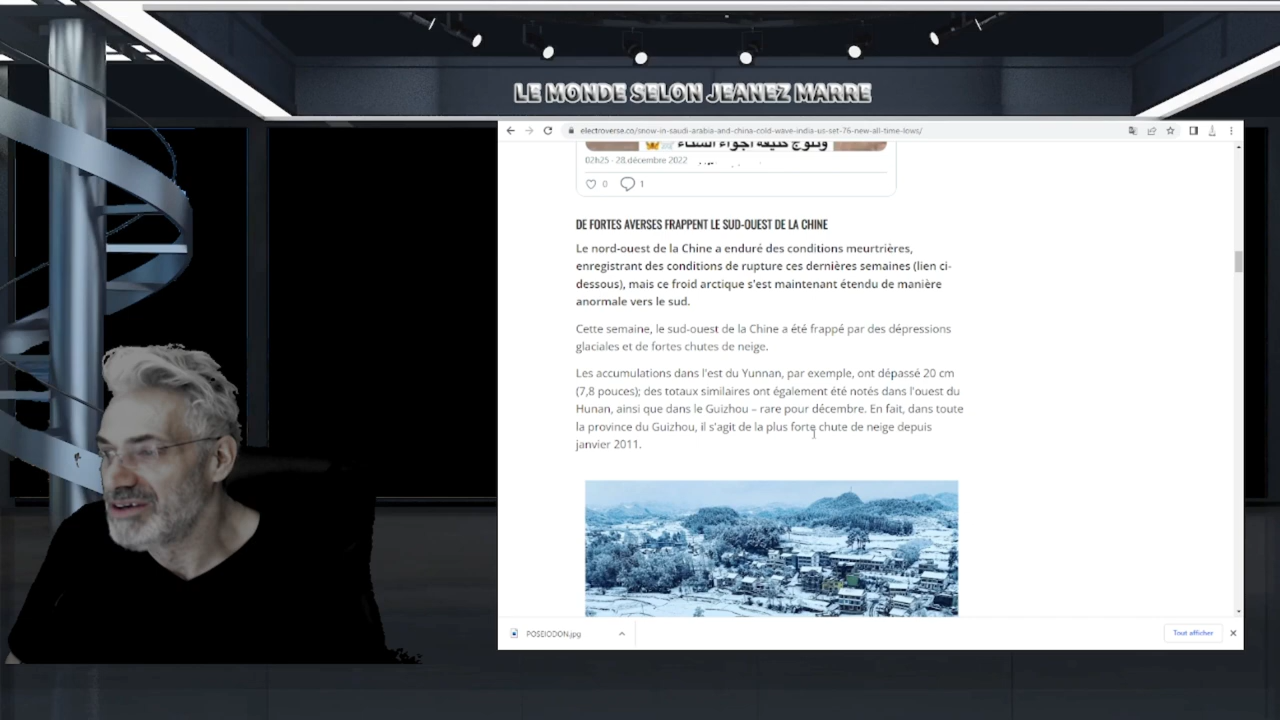 LE MONDE SELON JEANEZ MARRE
electroverse.co/snow-in-saudi-arabia-and-china-cold-wave-india-us-set-76-new-all-time-lows/
02h25 · 28.décembre 2022
0 1
DE FORTES AVERSES FRAPPENT LE SUD-OUEST DE LA CHINE
Le nord-ouest de la Chine a enduré des conditions meurtrières,
enregistrant des conditions de rupture ces dernières semaines (lien ci-
dessous), mais ce froid arctique s'est maintenant étendu de manière
anormale vers le sud.
Cette semaine, le sud-ouest de la Chine a été frappé par des dépressions
glaciales et de fortes chutes de neige.
Les accumulations dans l'est du Yunnan, par exemple, ont dépassé 20 cm
(7,8 pouces); des totaux similaires ont également été notés dans l'ouest du
Hunan, ainsi que dans le Guizhou – rare pour décembre. En fait, dans toute
la province du Guizhou, il s'agit de la plus forte chute de neige depuis
janvier 2011.
POSEIODON.jpg
Tout afficher